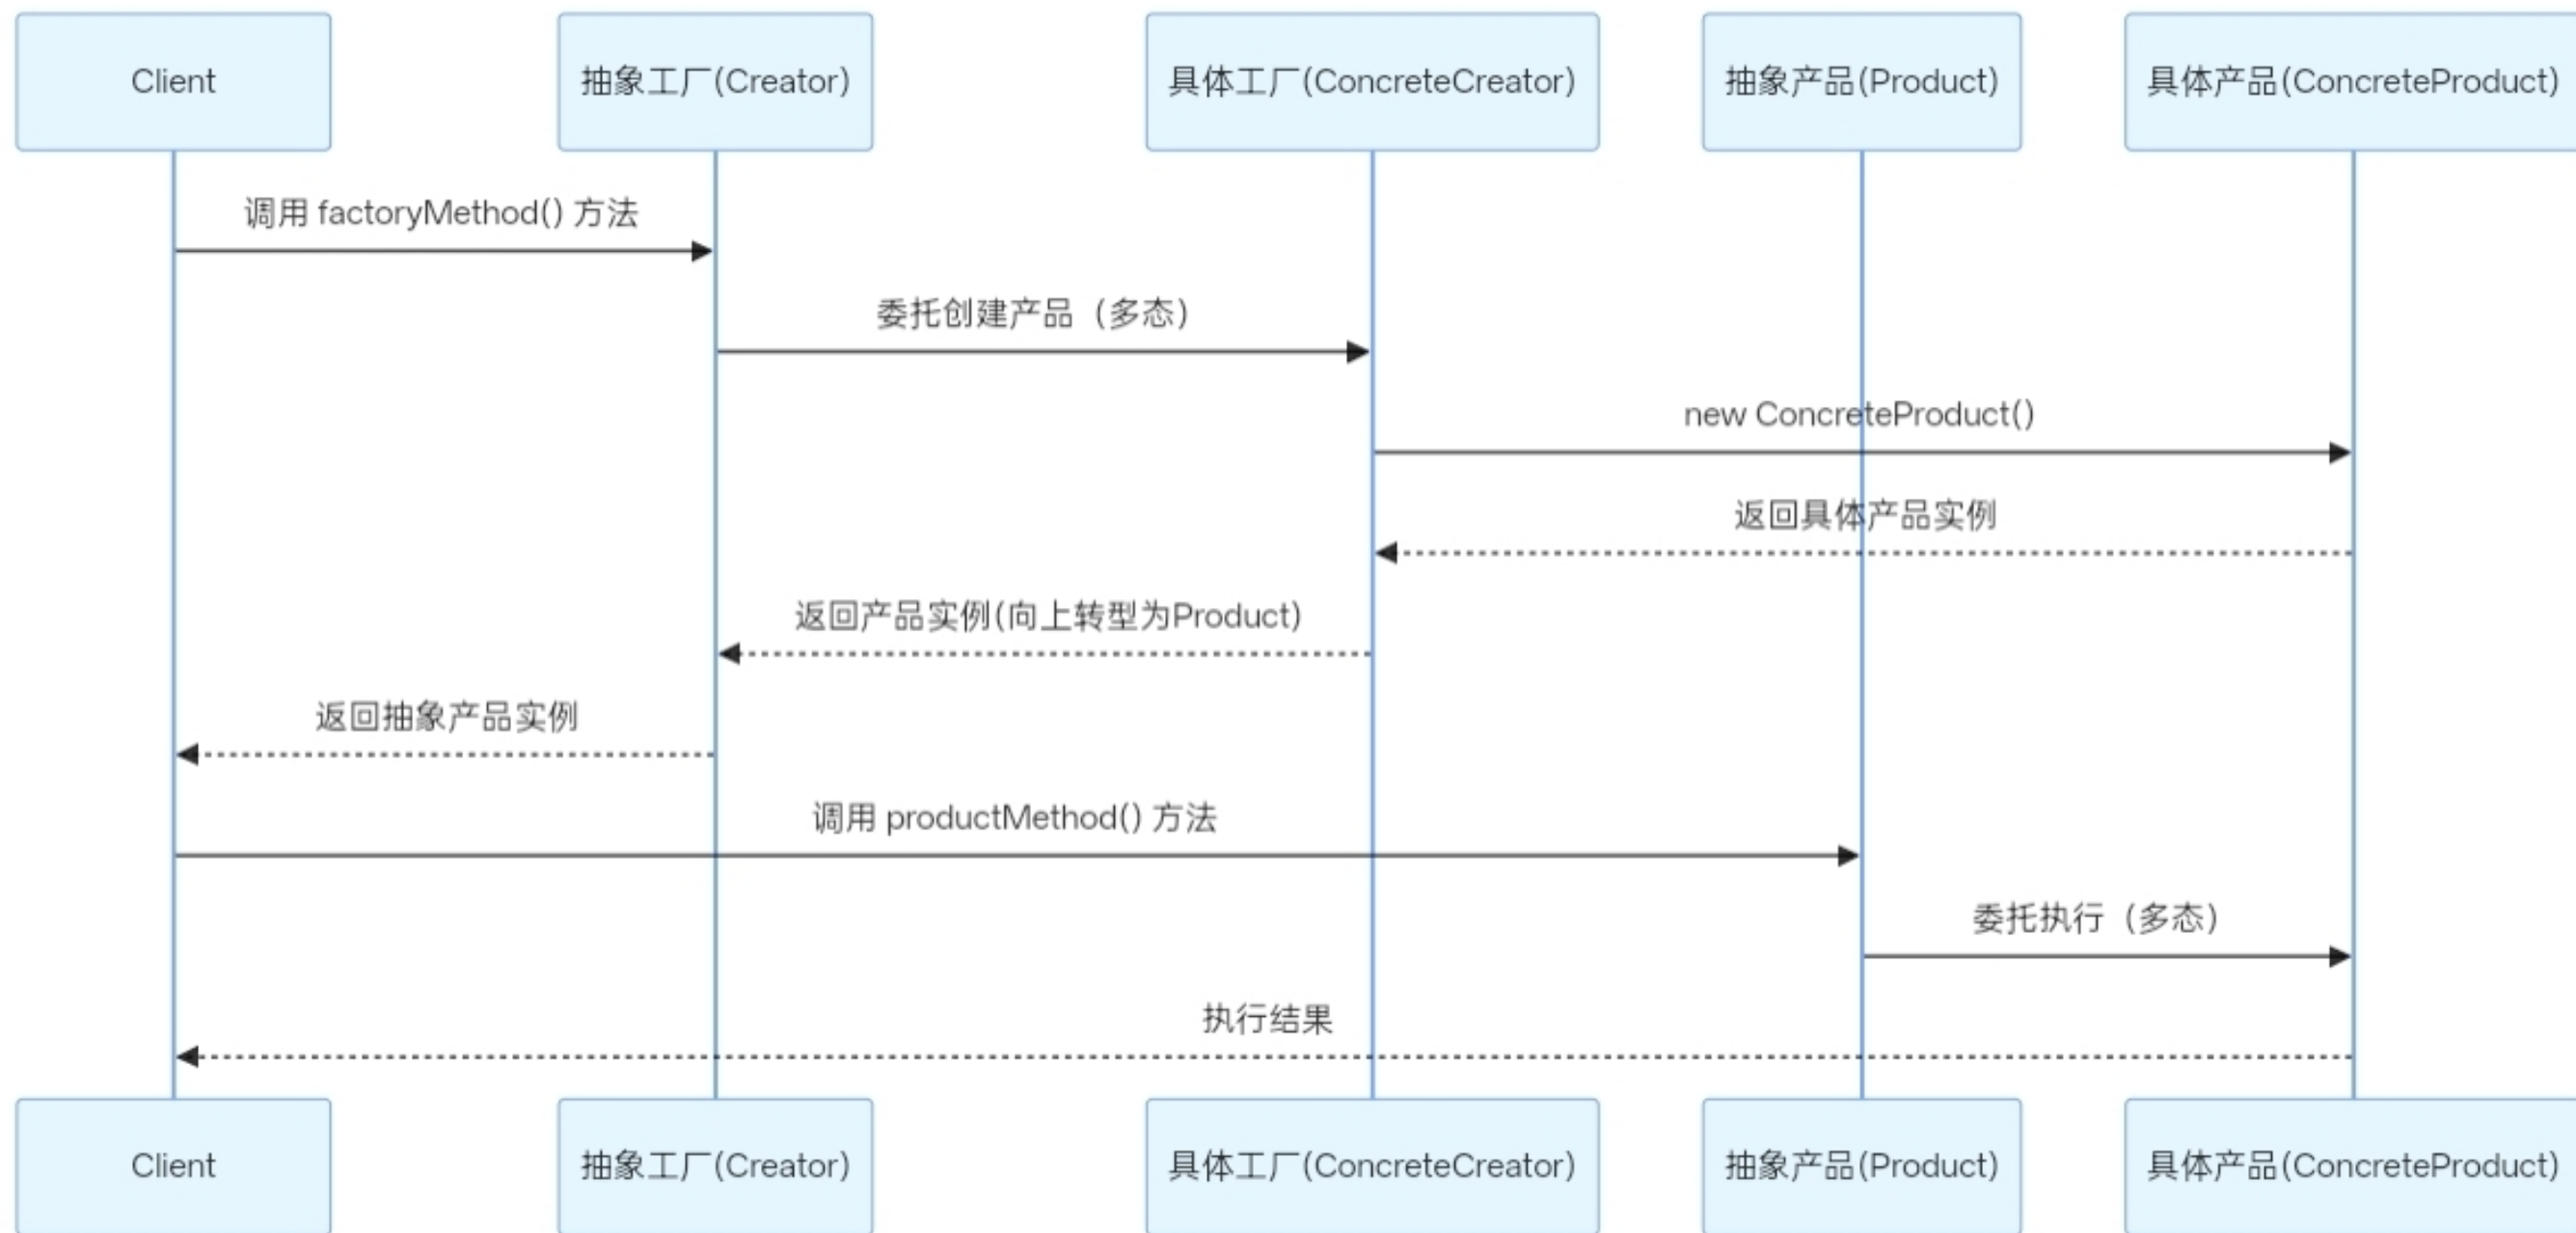 Client
抽象工厂(Creator)
具体工厂(ConcreteCreator)
抽象产品(Product)
具体产品(ConcreteProduct)
调用 factoryMethod() 方法
委托创建产品（多态）
new ConcreteProduct()
返回具体产品实例
返回产品实例(向上转型为Product)
返回抽象产品实例
调用 productMethod() 方法
委托执行（多态）
执行结果
Client
抽象工厂(Creator)
具体工厂(ConcreteCreator)
抽象产品(Product)
具体产品(ConcreteProduct)